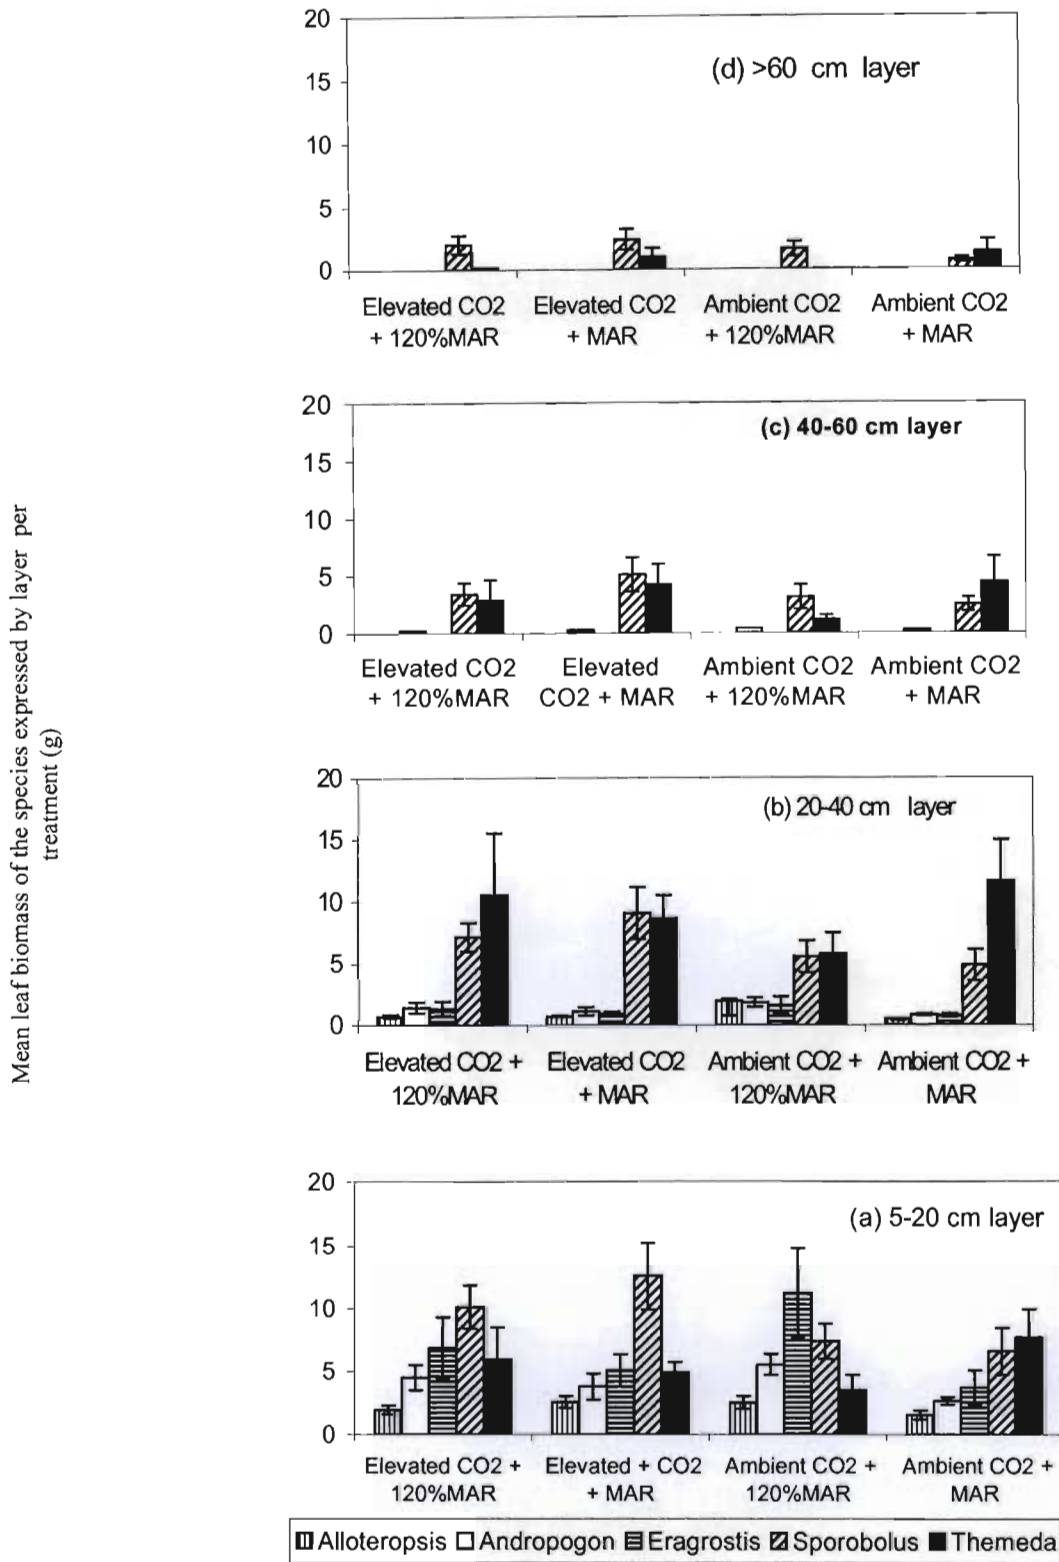 Mean leaf biomass of the species expressed by layer per
treatment (g)
20
15
10
5
0
(d) >60 cm layer
Elevated CO2 Elevated CO2 Ambient CO2 Ambient CO2
+ 120%MAR + MAR + 120%MAR + MAR
20
15
10
5
0
(c) 40-60 cm layer
Elevated CO2 Elevated Ambient CO2 Ambient CO2
+ 120%MAR CO2 + MAR + 120%MAR + MAR
20
15
10
5
0
(b) 20-40 cm layer
Elevated CO2 + Elevated CO2 Ambient CO2 + Ambient CO2 +
120%MAR + MAR 120%MAR MAR
20
15
10
5
0
(a) 5-20 cm layer
Elevated CO2 + Elevated + CO2 Ambient CO2 + Ambient CO2 +
120%MAR + MAR 120%MAR MAR
Alloteropsis Andropogon Eragrostis Sporobolus Themeda